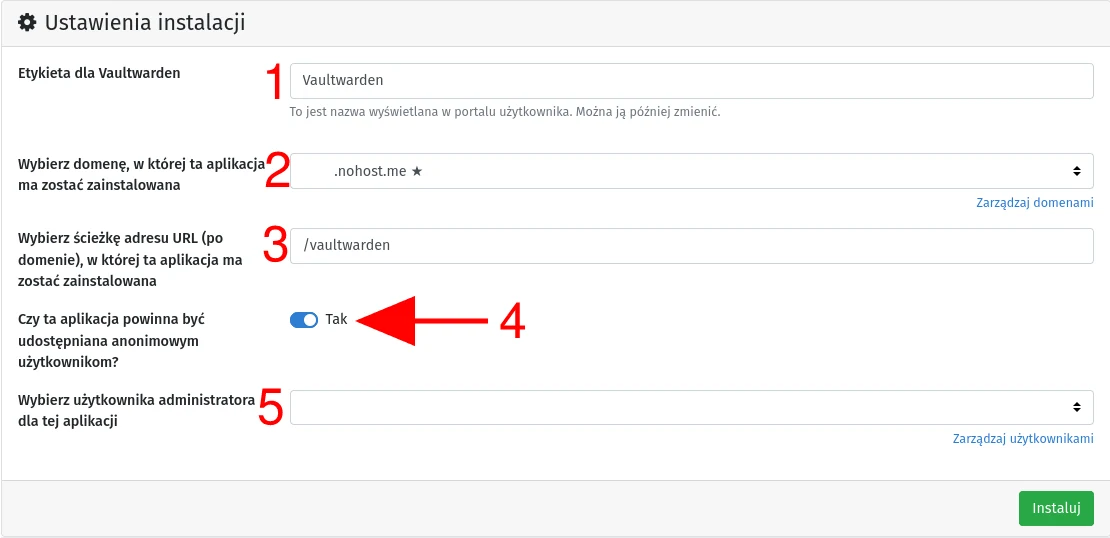 Ustawienia instalacji
Etykieta dla Vaultwarden
1
Vaultwarden
To jest nazwa wyświetlana w portalu użytkownika. Można ją później zmienić.
Wybierz domenę, w której ta aplikacja
ma zostać zainstalowana
2
.nohost.me ★
Zarządzaj domenami
Wybierz ścieżkę adresu URL (po
domenie), w której ta aplikacja ma
zostać zainstalowana
3
/vaultwarden
Czy ta aplikacja powinna być
udostępniana anonimowym
użytkownikom?
Tak
4
Wybierz użytkownika administratora
dla tej aplikacji
5
Zarządzaj użytkownikami
Instaluj